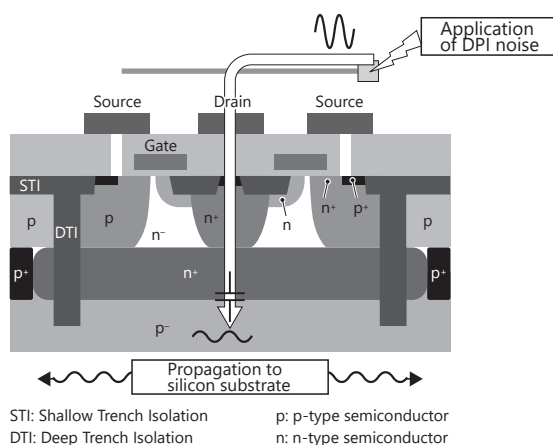 Application
of DPI noise
Source
Drain
Source
Gate
STI
p
DTI
p
n⁻
n⁺
n
n⁺
p⁺
p
p⁺
n⁺
p⁺
p⁻
Propagation to
silicon substrate
STI: Shallow Trench Isolation
p: p-type semiconductor
DTI: Deep Trench Isolation
n: n-type semiconductor